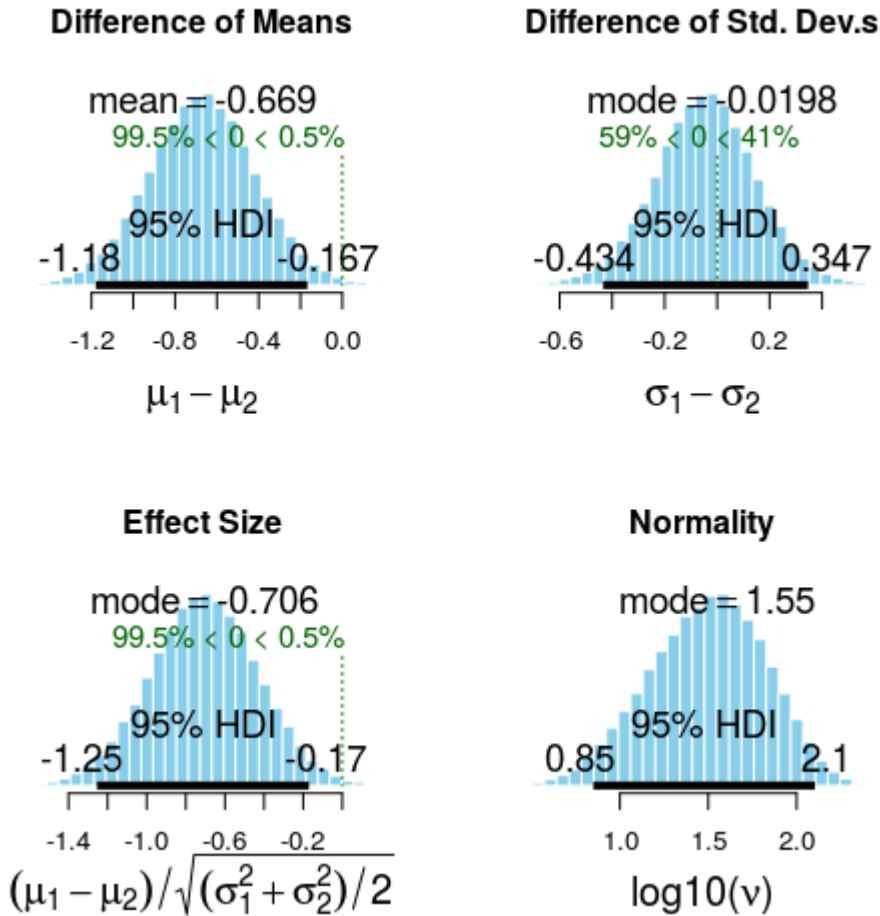 Difference of Means
mean = -0.669
99.5% < 0 < 0.5%
95% HDI
-1.18 -0.167
-1.2 -0.8 -0.4 0.0
μ1 − μ2
Difference of Std. Dev.s
mode = -0.0198
59% < 0 < 41%
95% HDI
-0.434 0.347
-0.6 -0.2 0.2
σ1 − σ2
Effect Size
mode = -0.706
99.5% < 0 < 0.5%
95% HDI
-1.25 -0.17
-1.4 -1.0 -0.6 -0.2
(μ1 − μ2)/√(σ1² + σ2²)/2
Normality
mode = 1.55
95% HDI
0.85 2.1
1.0 1.5 2.0
log10(ν)